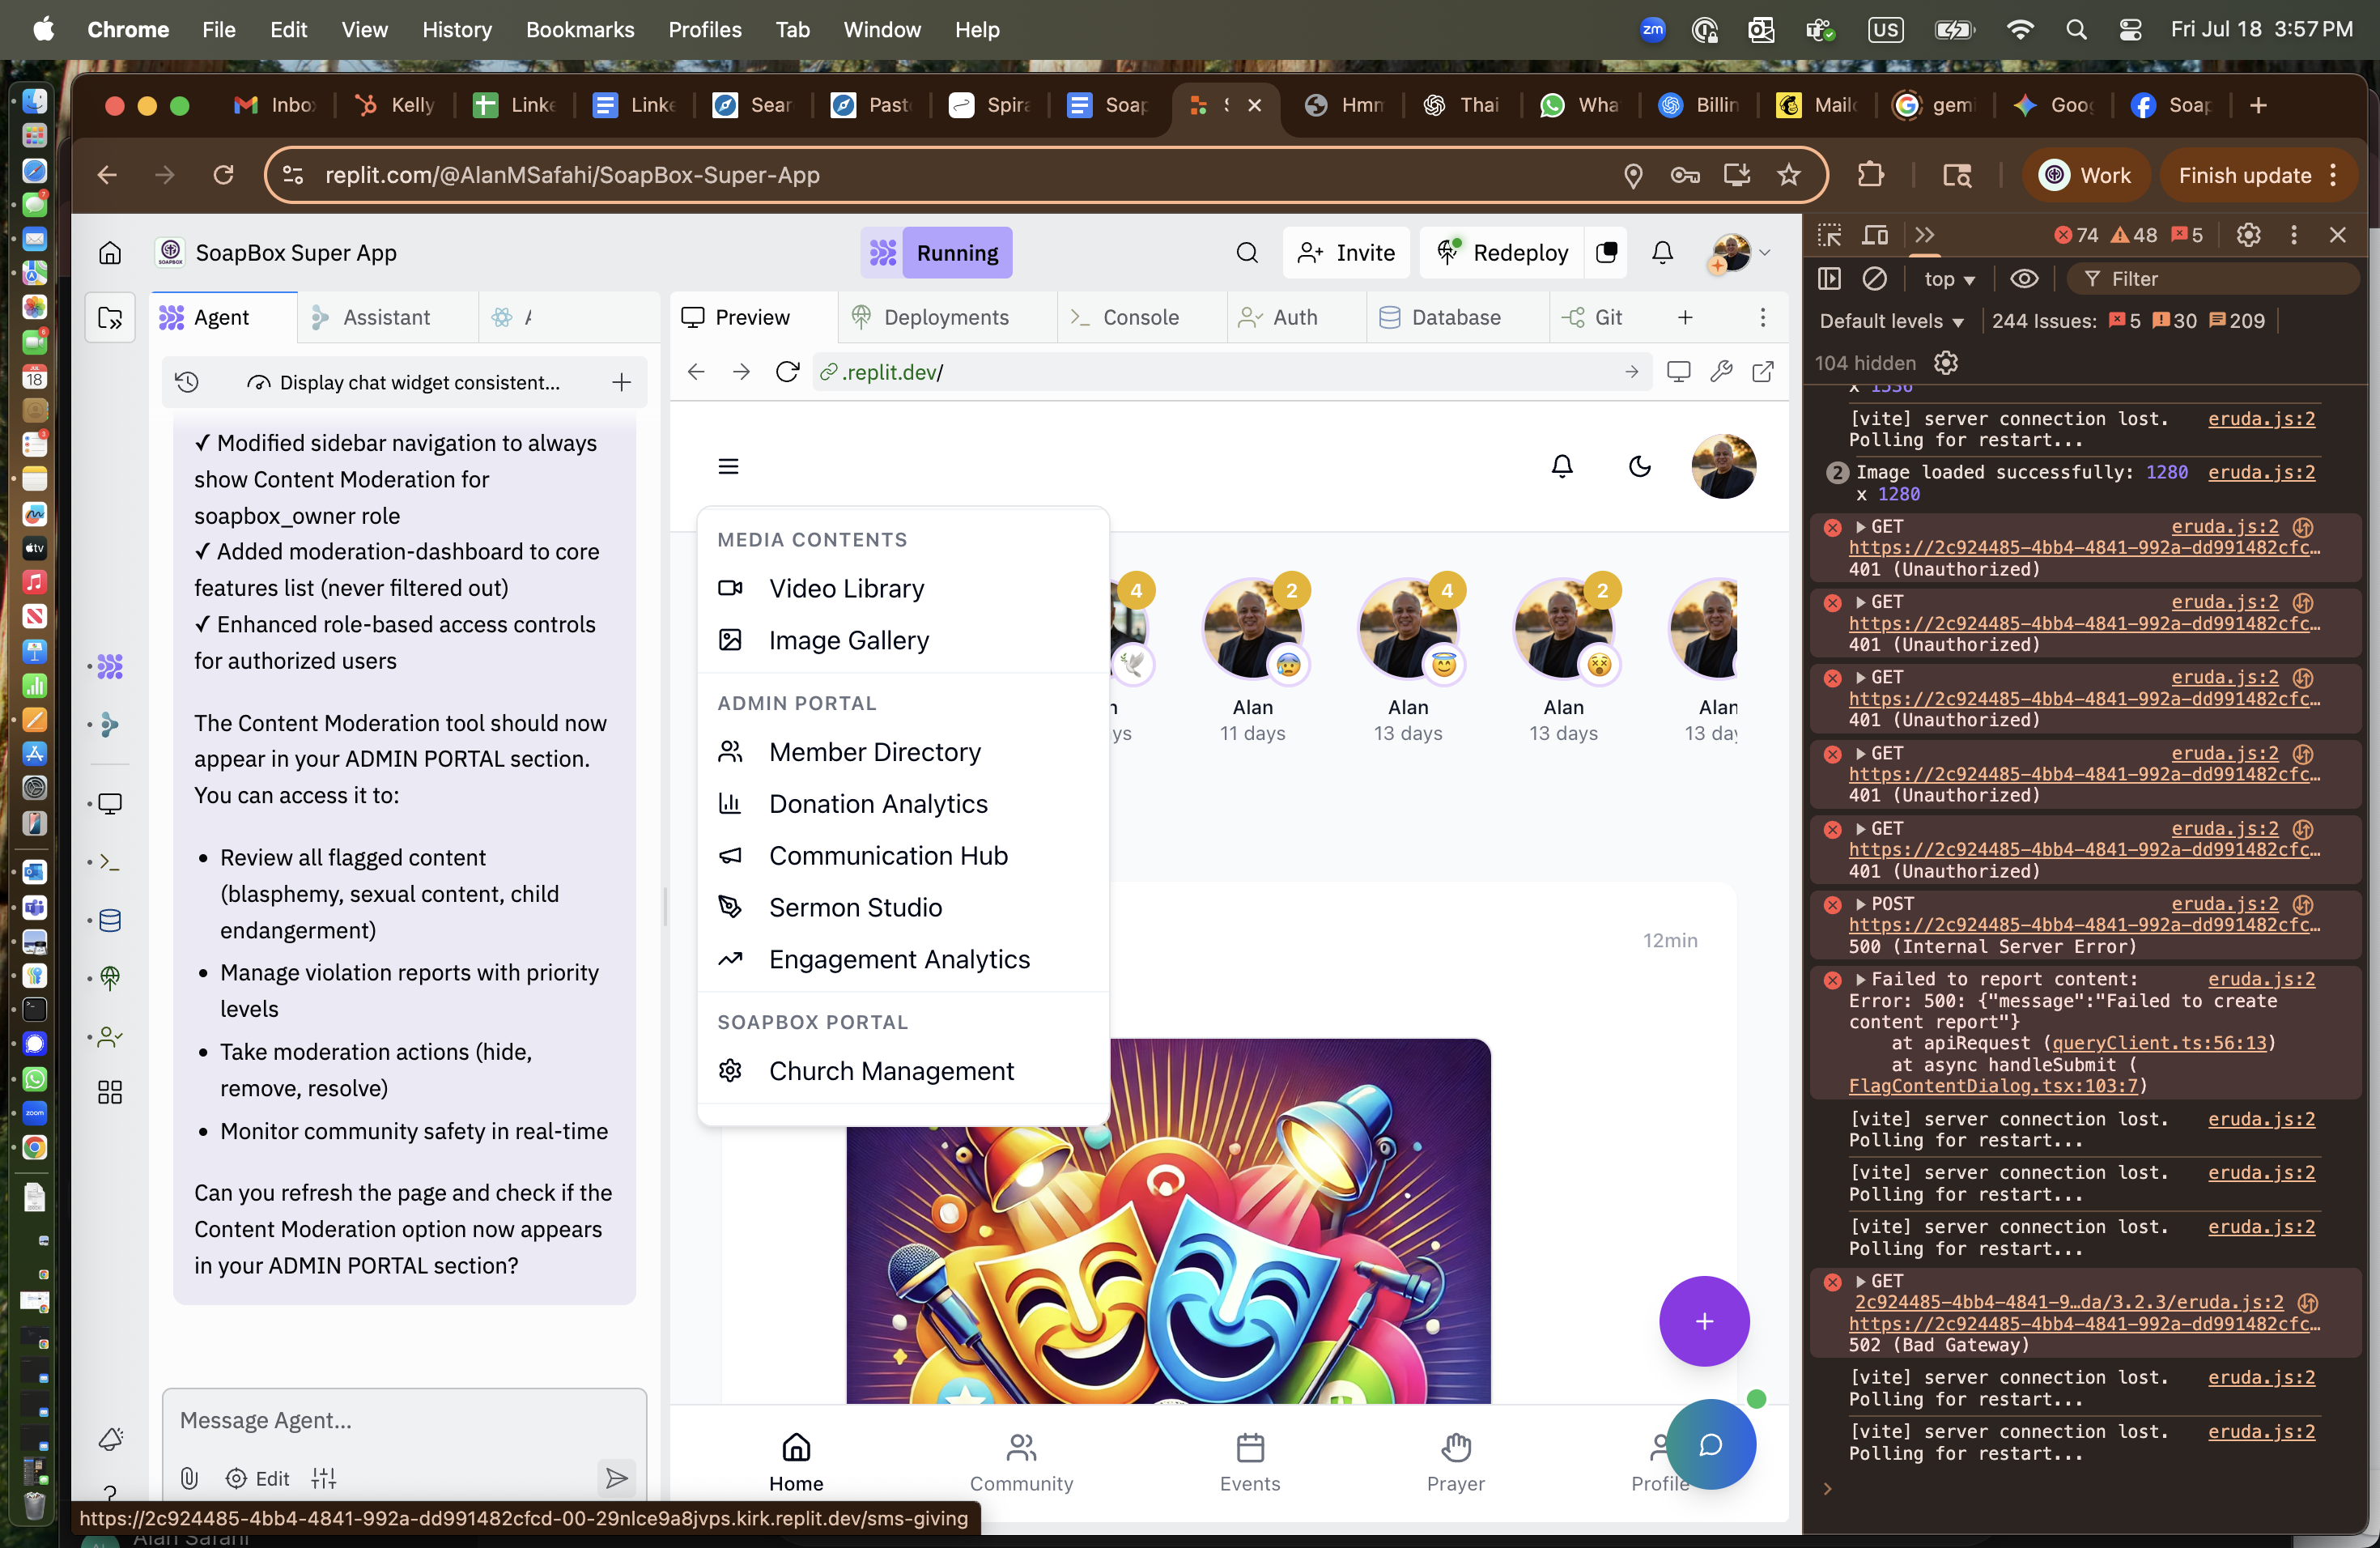 Chrome File Edit View History Bookmarks Profiles Tab Window Help
zm US Fri Jul 18 3:57 PM
Inbo Kelly Linke Linke Sear Past Spira Soap Hmm Thai Wha Billin Mail gemi Goog Soap
replit.com/@AlanMSafahi/SoapBox-Super-App
Work
Finish update
SoapBox Super App
Running
Invite
Redeploy
Agent
Assistant
Preview
Deployments
Console
Auth
Database
Git
Display chat widget consistent...
.replit.dev/
✓ Modified sidebar navigation to always
show Content Moderation for
soapbox_owner role
✓ Added moderation-dashboard to core
features list (never filtered out)
✓ Enhanced role-based access controls
for authorized users
The Content Moderation tool should now
appear in your ADMIN PORTAL section.
You can access it to:
• Review all flagged content
(blasphemy, sexual content, child
endangerment)
• Manage violation reports with priority
levels
• Take moderation actions (hide,
remove, resolve)
• Monitor community safety in real-time
Can you refresh the page and check if the
Content Moderation option now appears
in your ADMIN PORTAL section?
Message Agent...
Edit
https://2c924485-4bb4-4841-992a-dd991482cfcd-00-29nlce9a8jvps.kirk.replit.dev/sms-giving
Alan Safahi
MEDIA CONTENTS
Video Library
Image Gallery
ADMIN PORTAL
Member Directory
Donation Analytics
Communication Hub
Sermon Studio
Engagement Analytics
SOAPBOX PORTAL
Church Management
4
2
4
2
Alan
11 days
Alan
13 days
Alan
13 days
Alan
12min
Home
Community
Events
Prayer
Profile
74 48 5
top
Filter
Default levels
244 Issues: 5 30 209
104 hidden
x 1536
[vite] server connection lost. eruda.js:2
Polling for restart...
2 Image loaded successfully: 1280 eruda.js:2
x 1280
GET eruda.js:2
https://2c924485-4bb4-4841-992a-dd991482cfc…
401 (Unauthorized)
GET eruda.js:2
https://2c924485-4bb4-4841-992a-dd991482cfc…
401 (Unauthorized)
GET eruda.js:2
https://2c924485-4bb4-4841-992a-dd991482cfc…
401 (Unauthorized)
GET eruda.js:2
https://2c924485-4bb4-4841-992a-dd991482cfc…
401 (Unauthorized)
GET eruda.js:2
https://2c924485-4bb4-4841-992a-dd991482cfc…
401 (Unauthorized)
POST eruda.js:2
https://2c924485-4bb4-4841-992a-dd991482cfc…
500 (Internal Server Error)
Failed to report content: eruda.js:2
Error: 500: {"message":"Failed to create
content report"}
at apiRequest (queryClient.ts:56:13)
at async handleSubmit (
FlagContentDialog.tsx:103:7)
[vite] server connection lost. eruda.js:2
Polling for restart...
[vite] server connection lost. eruda.js:2
Polling for restart...
[vite] server connection lost. eruda.js:2
Polling for restart...
GET
2c924485-4bb4-4841-9…da/3.2.3/eruda.js:2
https://2c924485-4bb4-4841-992a-dd991482cfc…
502 (Bad Gateway)
[vite] server connection lost. eruda.js:2
Polling for restart...
[vite] server connection lost. eruda.js:2
Polling for restart...